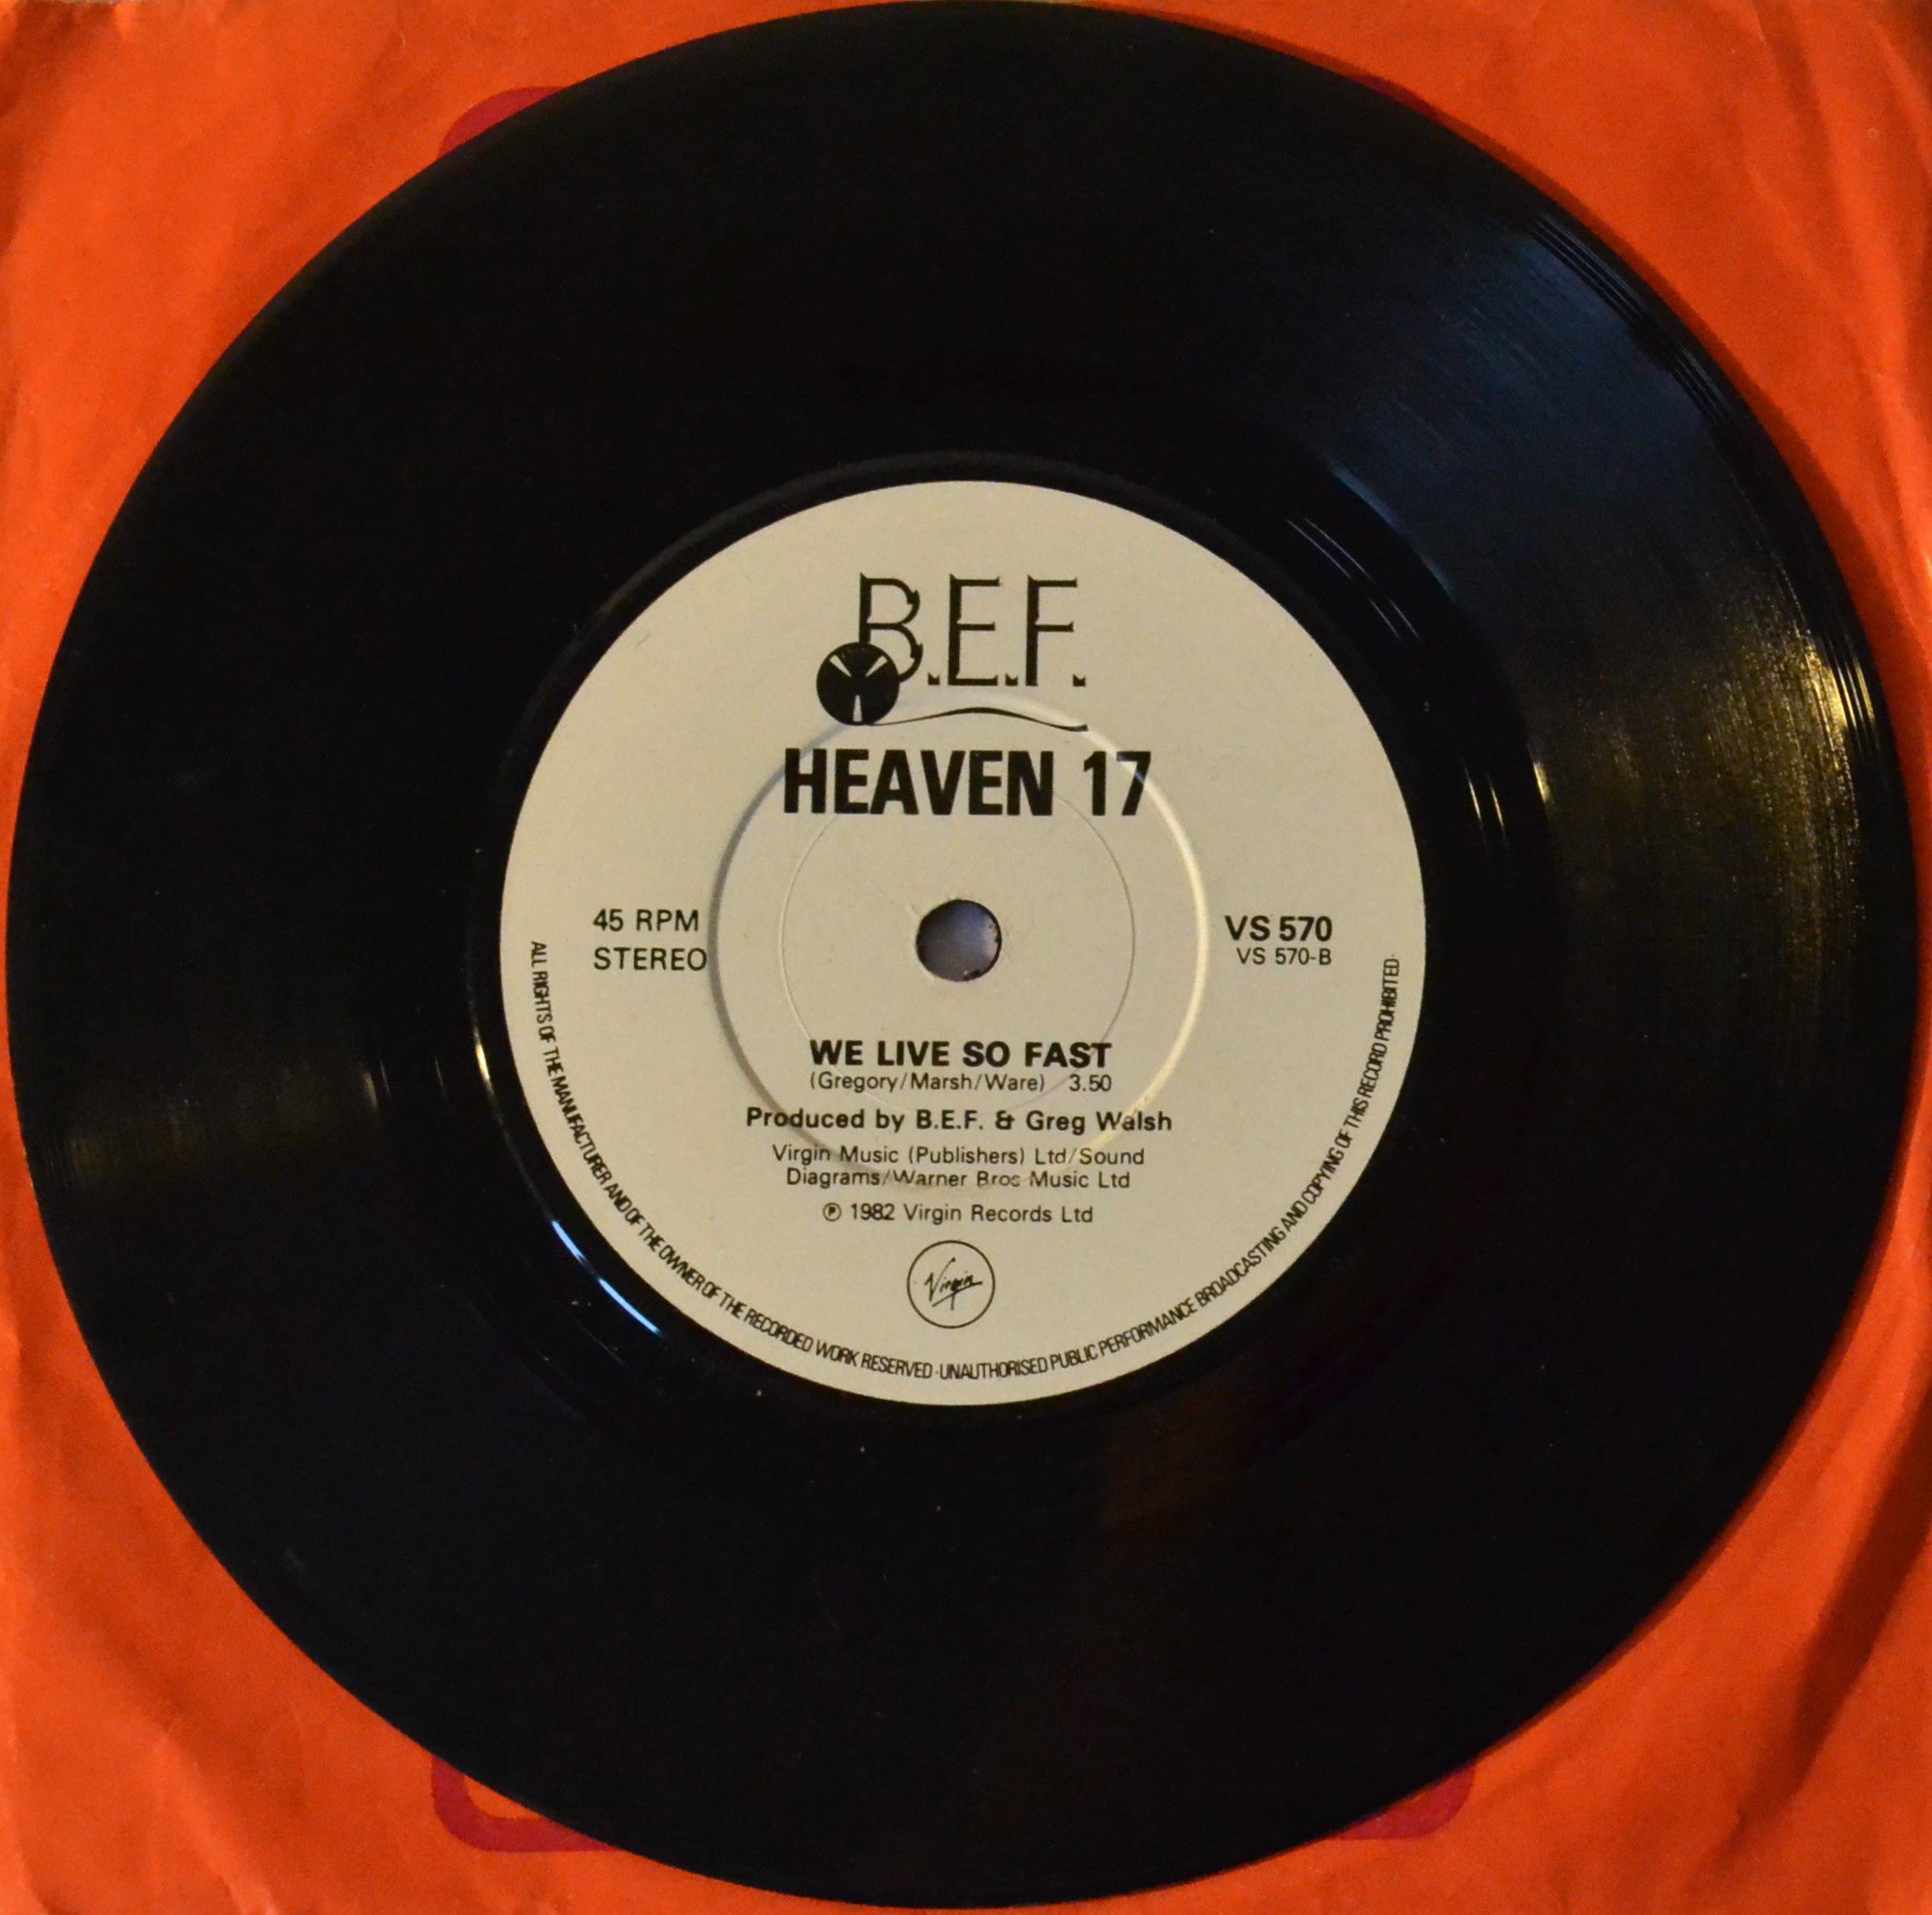 B.E.F.
HEAVEN 17
45 RPM
STEREO
VS 570
VS 570-B
WE LIVE SO FAST
(Gregory/Marsh/Ware) 3.50
Produced by B.E.F. & Greg Walsh
Virgin Music (Publishers) Ltd/Sound
Diagrams/Warner Bros Music Ltd
℗ 1982 Virgin Records Ltd
Virgin
ALL RIGHTS OF THE MANUFACTURER AND OF THE OWNER OF THE RECORDED WORK RESERVED · UNAUTHORISED PUBLIC PERFORMANCE BROADCASTING AND COPYING OF THIS RECORD PROHIBITED ·